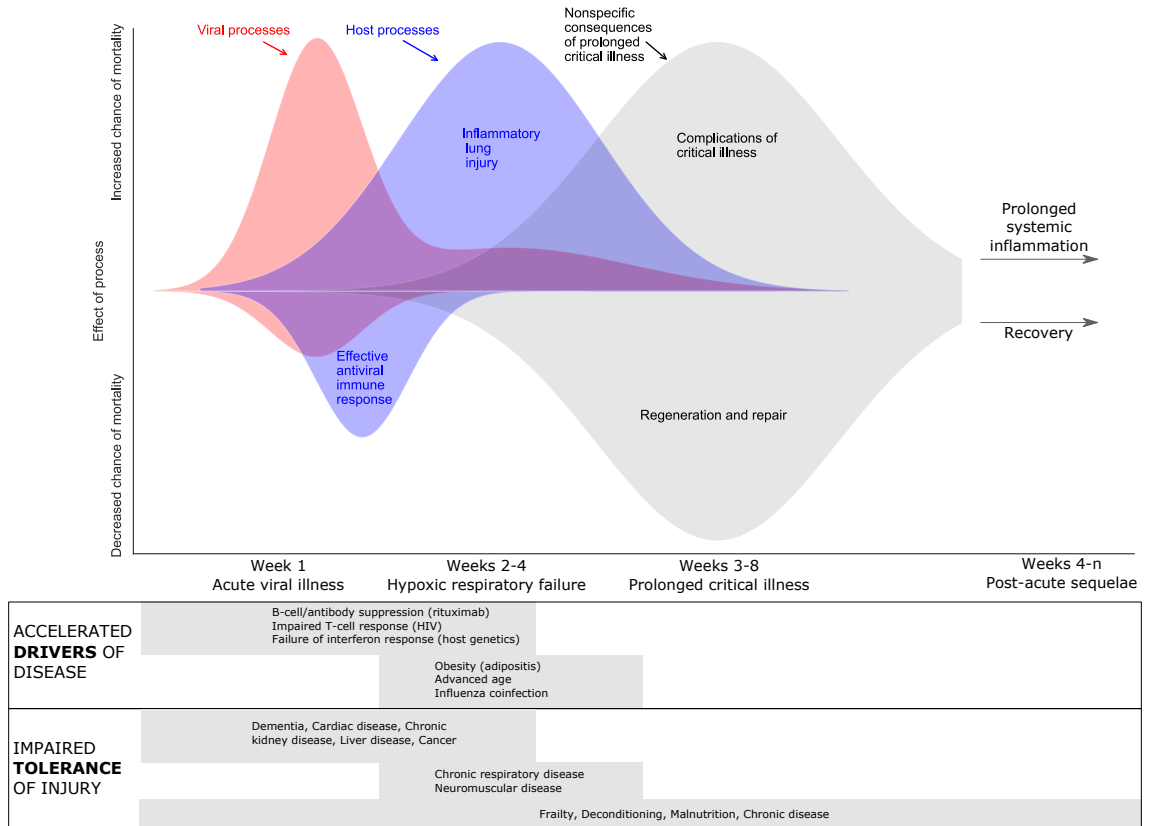 Viral processes
Host processes
Nonspecific
consequences
of prolonged
critical illness
Increased chance of mortality
Effect of process
Decreased chance of mortality
Inflammatory
lung
injury
Complications of
critical illness
Prolonged
systemic
inflammation
Recovery
Effective
antiviral
immune
response
Regeneration and repair
Week 1
Acute viral illness
Weeks 2-4
Hypoxic respiratory failure
Weeks 3-8
Prolonged critical illness
Weeks 4-n
Post-acute sequelae
ACCELERATED
DRIVERS OF
DISEASE
B-cell/antibody suppression (rituximab)
Impaired T-cell response (HIV)
Failure of interferon response (host genetics)
Obesity (adipositis)
Advanced age
Influenza coinfection
IMPAIRED
TOLERANCE
OF INJURY
Dementia, Cardiac disease, Chronic
kidney disease, Liver disease, Cancer
Chronic respiratory disease
Neuromuscular disease
Frailty, Deconditioning, Malnutrition, Chronic disease